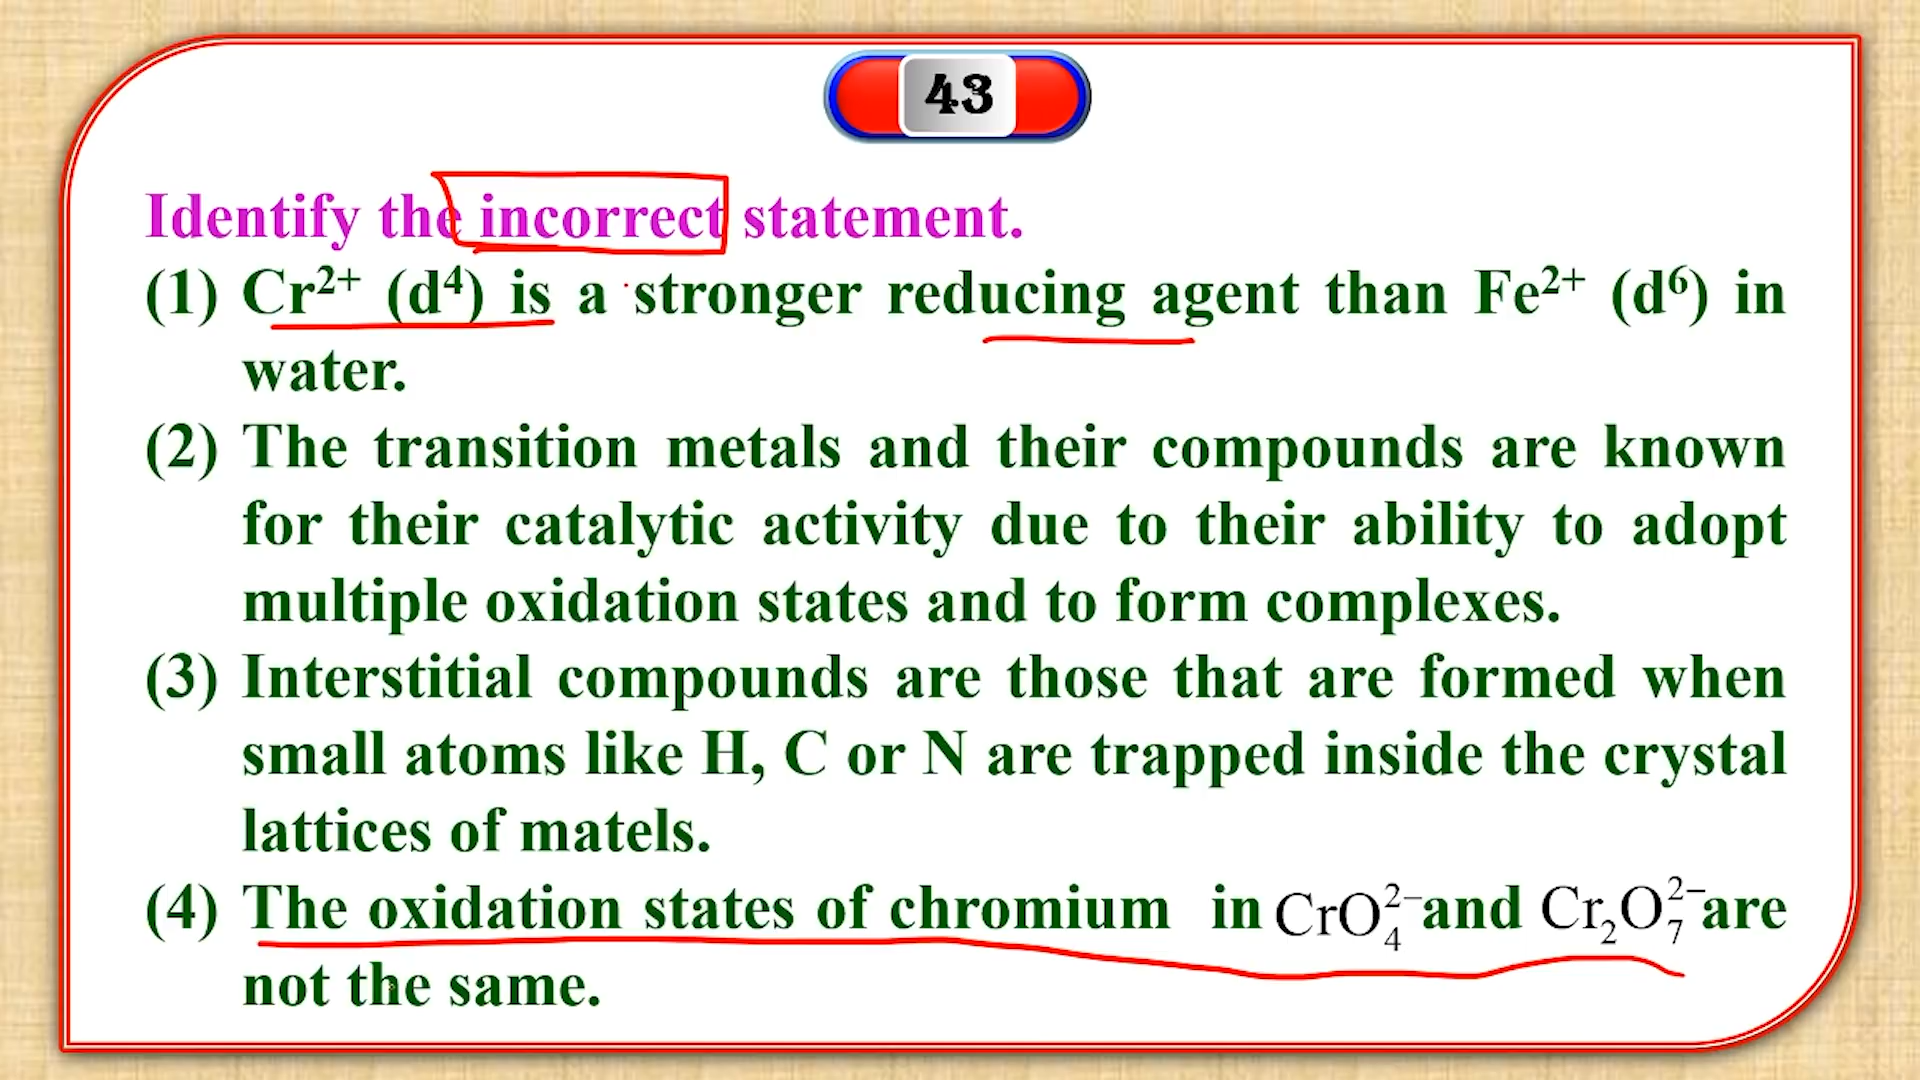 43
Identify the incorrect statement.
(1) Cr²⁺ (d⁴) is a stronger reducing agent than Fe²⁺ (d⁶) in
water.
(2) The transition metals and their compounds are known
for their catalytic activity due to their ability to adopt
multiple oxidation states and to form complexes.
(3) Interstitial compounds are those that are formed when
small atoms like H, C or N are trapped inside the crystal
lattices of matels.
(4) The oxidation states of chromium in CrO₄²⁻ and Cr₂O₇²⁻ are
not the same.